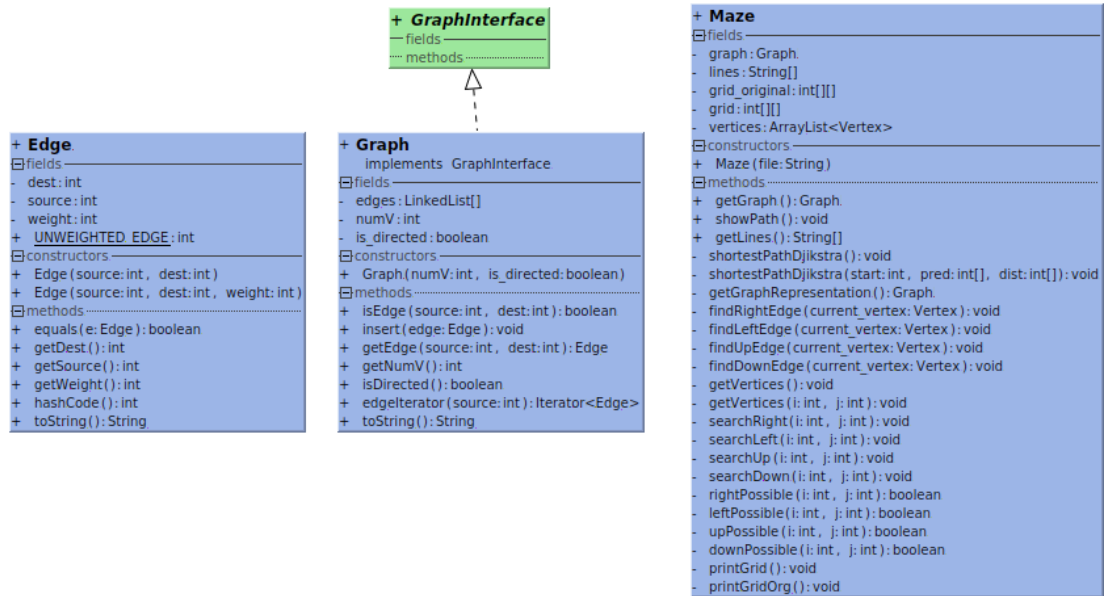 + GraphInterface
fields
methods
+ Edge
fields
- dest:int
- source:int
- weight:int
+ UNWEIGHTED_EDGE:int
constructors
+ Edge(source:int, dest:int)
+ Edge(source:int, dest:int, weight:int)
methods
+ equals(e:Edge):boolean
+ getDest():int
+ getSource():int
+ getWeight():int
+ hashCode():int
+ toString():String
+ Graph
implements GraphInterface
fields
- edges:LinkedList[]
- numV:int
- is_directed:boolean
constructors
+ Graph(numV:int, is_directed:boolean)
methods
+ isEdge(source:int, dest:int):boolean
+ insert(edge:Edge):void
+ getEdge(source:int, dest:int):Edge
+ getNumV():int
+ isDirected():boolean
+ edgeIterator(source:int):Iterator<Edge>
+ toString():String
+ Maze
fields
- graph:Graph
- lines:String[]
- grid_original:int[][]
- grid:int[][]
- vertices:ArrayList<Vertex>
constructors
+ Maze(file:String)
methods
+ getGraph():Graph
+ showPath():void
+ getLines():String[]
- shortestPathDjikstra():void
- shortestPathDjikstra(start:int, pred:int[], dist:int[]):void
- getGraphRepresentation():Graph
- findRightEdge(current_vertex:Vertex):void
- findLeftEdge(current_vertex:Vertex):void
- findUpEdge(current_vertex:Vertex):void
- findDownEdge(current_vertex:Vertex):void
- getVertices():void
- getVertices(i:int, j:int):void
- searchRight(i:int, j:int):void
- searchLeft(i:int, j:int):void
- searchUp(i:int, j:int):void
- searchDown(i:int, j:int):void
- rightPossible(i:int, j:int):boolean
- leftPossible(i:int, j:int):boolean
- upPossible(i:int, j:int):boolean
- downPossible(i:int, j:int):boolean
- printGrid():void
- printGridOrg():void